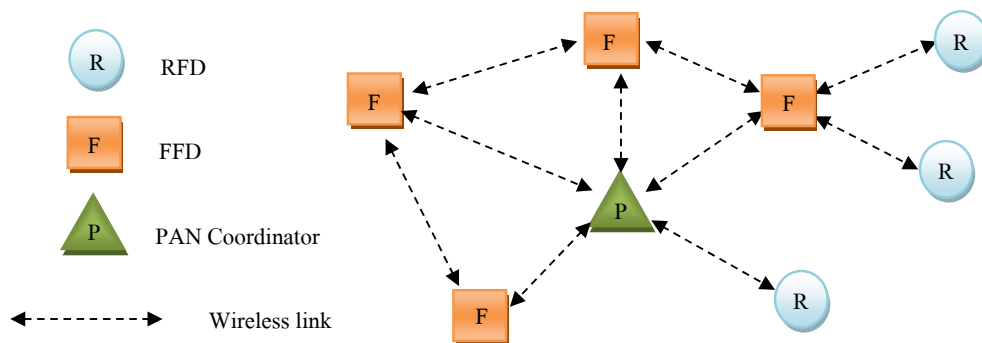 R RFD
F FFD
P PAN Coordinator
Wireless link
F
F
F
R
R
P
R
F